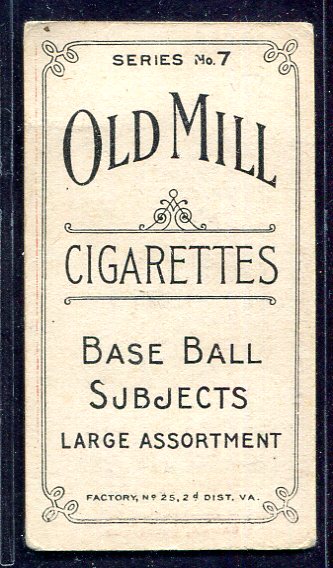 SERIES No. 7
OLD MILL
CIGARETTES
BASE BALL
SUBJECTS
LARGE ASSORTMENT
FACTORY, No 25, 2d DIST. VA.